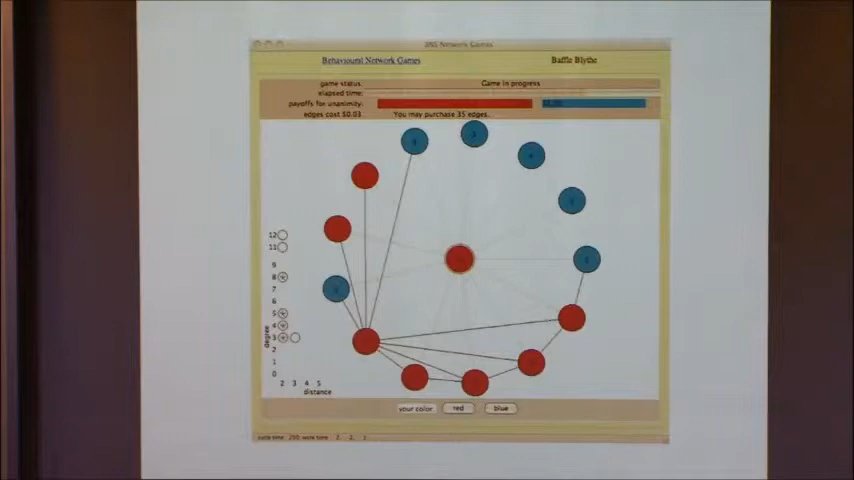 Behavioural Network Games
Baffle Blythe
game status:
Game in progress
elapsed time:
payoffs for unanimity:
edges cost $0.03. You may purchase 35 edges.
12
11
9
8
7
6
5
4
3
2
1
0
degree
2 3 4 5
distance
your color:
red
blue